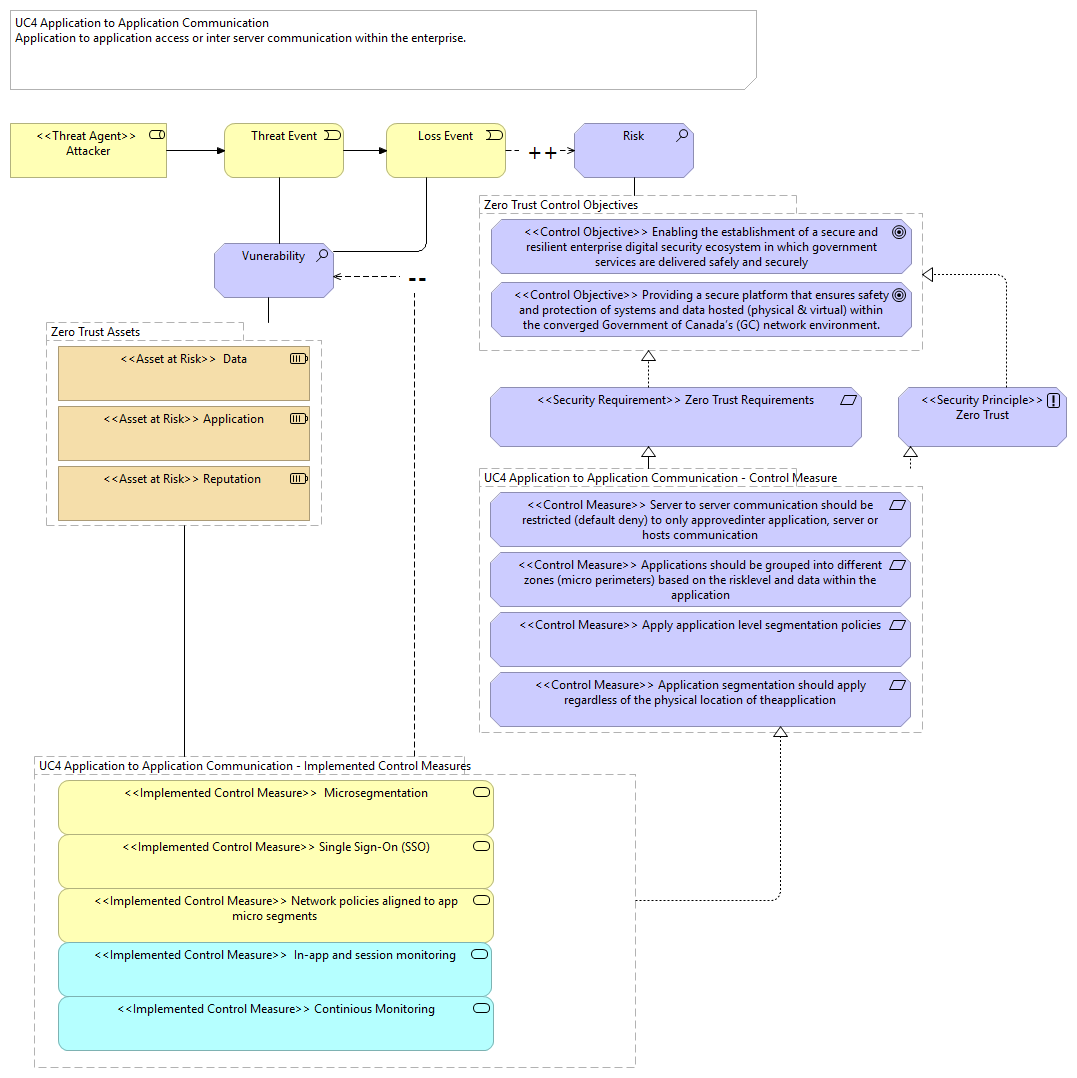 UC4 Application to Application Communication
Application to application access or inter server communication within the enterprise.
<<Threat Agent>>
Attacker
Threat Event
Loss Event
++
Risk
Zero Trust Control Objectives
<<Control Objective>> Enabling the establishment of a secure and
resilient enterprise digital security ecosystem in which government
services are delivered safely and securely
<<Control Objective>> Providing a secure platform that ensures safety
and protection of systems and data hosted (physical & virtual) within
the converged Government of Canada's (GC) network environment.
Vunerability
--
Zero Trust Assets
<<Asset at Risk>>  Data
<<Asset at Risk>> Application
<<Asset at Risk>> Reputation
<<Security Requirement>> Zero Trust Requirements
<<Security Principle>>
Zero Trust
UC4 Application to Application Communication - Control Measure
<<Control Measure>> Server to server communication should be
restricted (default deny) to only approvedinter application, server or
hosts communication
<<Control Measure>> Applications should be grouped into different
zones (micro perimeters) based on the risklevel and data within the
application
<<Control Measure>> Apply application level segmentation policies
<<Control Measure>> Application segmentation should apply
regardless of the physical location of theapplication
UC4 Application to Application Communication - Implemented Control Measures
<<Implemented Control Measure>>  Microsegmentation
<<Implemented Control Measure>> Single Sign-On (SSO)
<<Implemented Control Measure>> Network policies aligned to app
micro segments
<<Implemented Control Measure>>  In-app and session monitoring
<<Implemented Control Measure>> Continious Monitoring